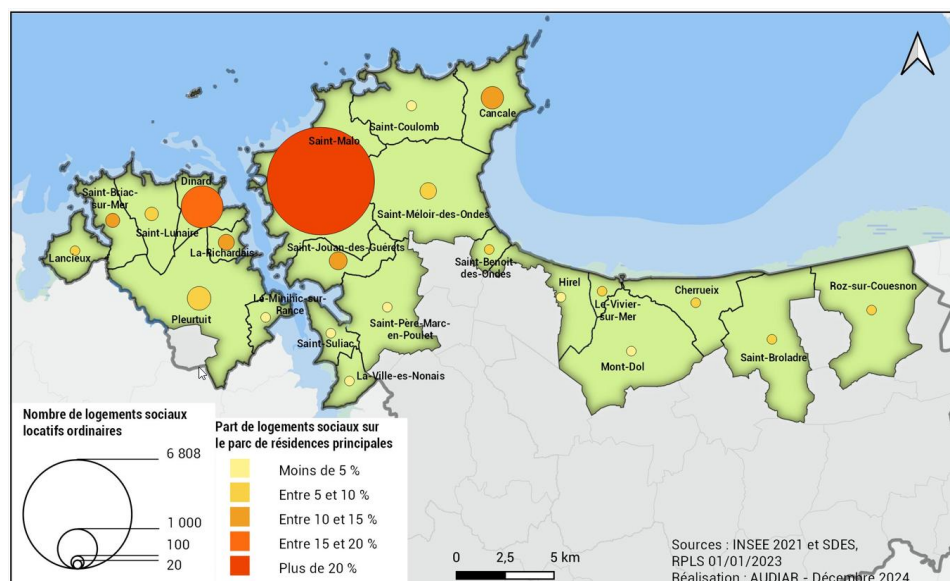 Saint-Coulomb
Cancale
Saint-Malo
Saint-Briac-
sur-Mer
Dinard
Saint-Lunaire
La-Richardais
Lancieux
Saint-Méloir-des-Ondes
Saint-Jouan-des-Guérets
Saint-Benoit-
des-Ondes
Pleurtuit
Le-Minihic-sur-
Rance
Saint-Suliac
Saint-Père-Marc-
en-Poulet
La-Ville-es-Nonais
Hirel
Le-Vivier-
sur-Mer
Cherrueix
Mont-Dol
Saint-Broladre
Roz-sur-Couesnon
Nombre de logements sociaux
locatifs ordinaires
6 808
1 000
100
20
Part de logements sociaux sur
le parc de résidences principales
Moins de 5 %
Entre 5 et 10 %
Entre 10 et 15 %
Entre 15 et 20 %
Plus de 20 %
0 2,5 5 km
Sources : INSEE 2021 et SDES,
RPLS 01/01/2023
Réalisation : AUDIAR - Décembre 2024